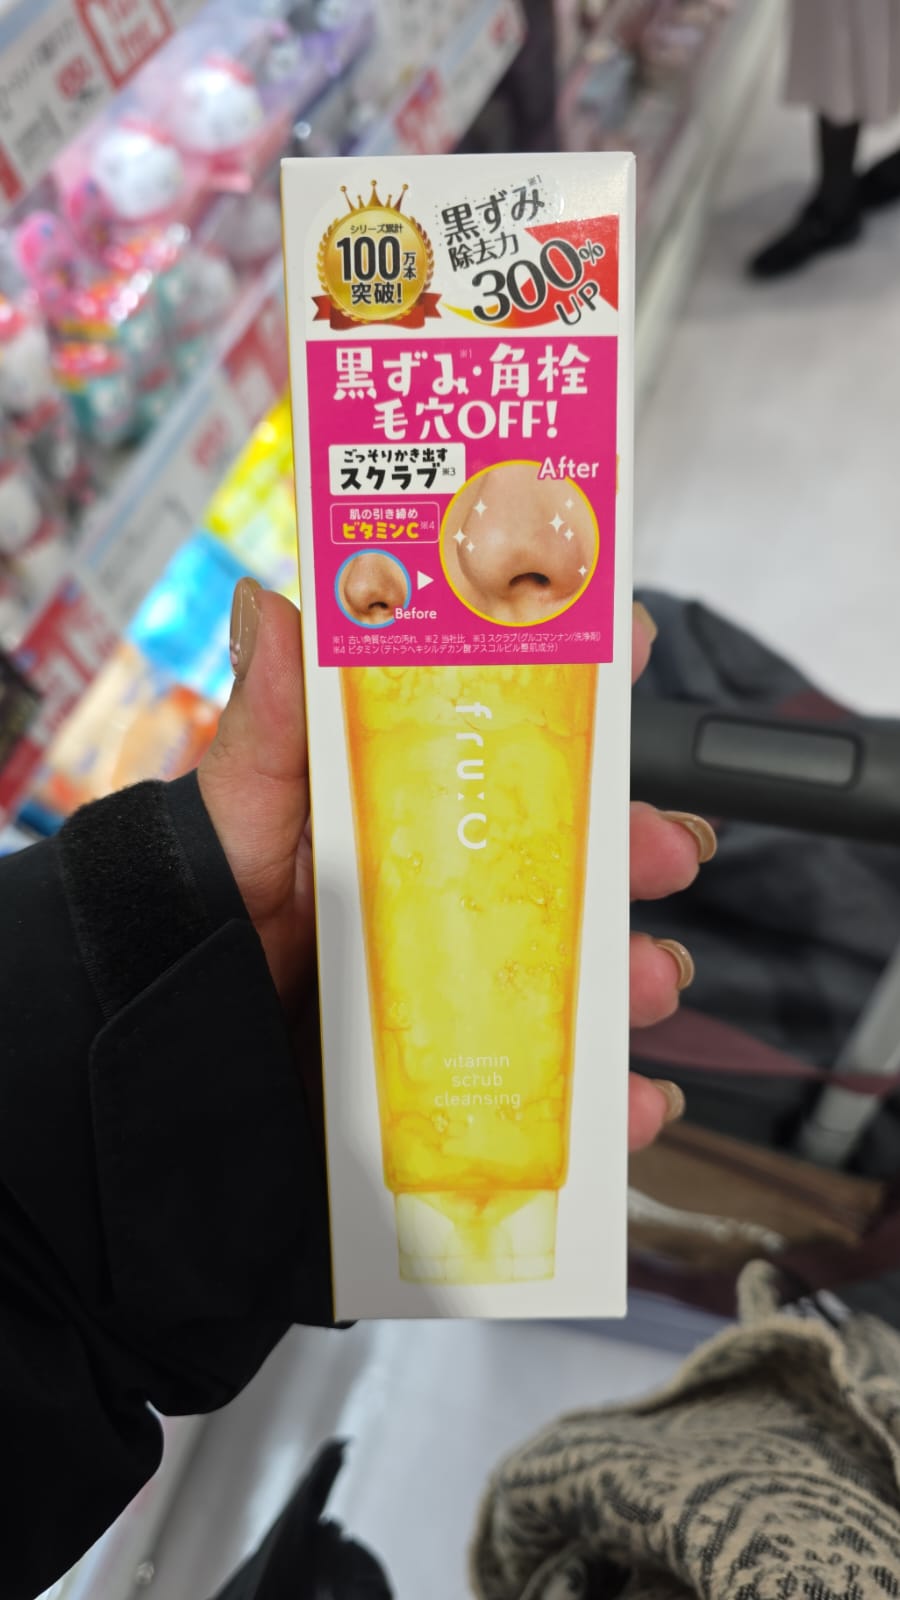 シリーズ累計
100万本
突破!
黒ずみ※1
除去力
300%
UP
黒ずみ※1・角栓
毛穴OFF!
ごっそりかき出す
スクラブ※3
After
肌の引き締め
ビタミンC※4
Before
※1 古い角質などの汚れ ※2 当社比 ※3 スクラブ(グルコマンナン/洗浄剤)
※4 ビタミン(テトラヘキシルデカン酸アスコルビル整肌成分)
fru:C
vitamin
scrub
cleansing